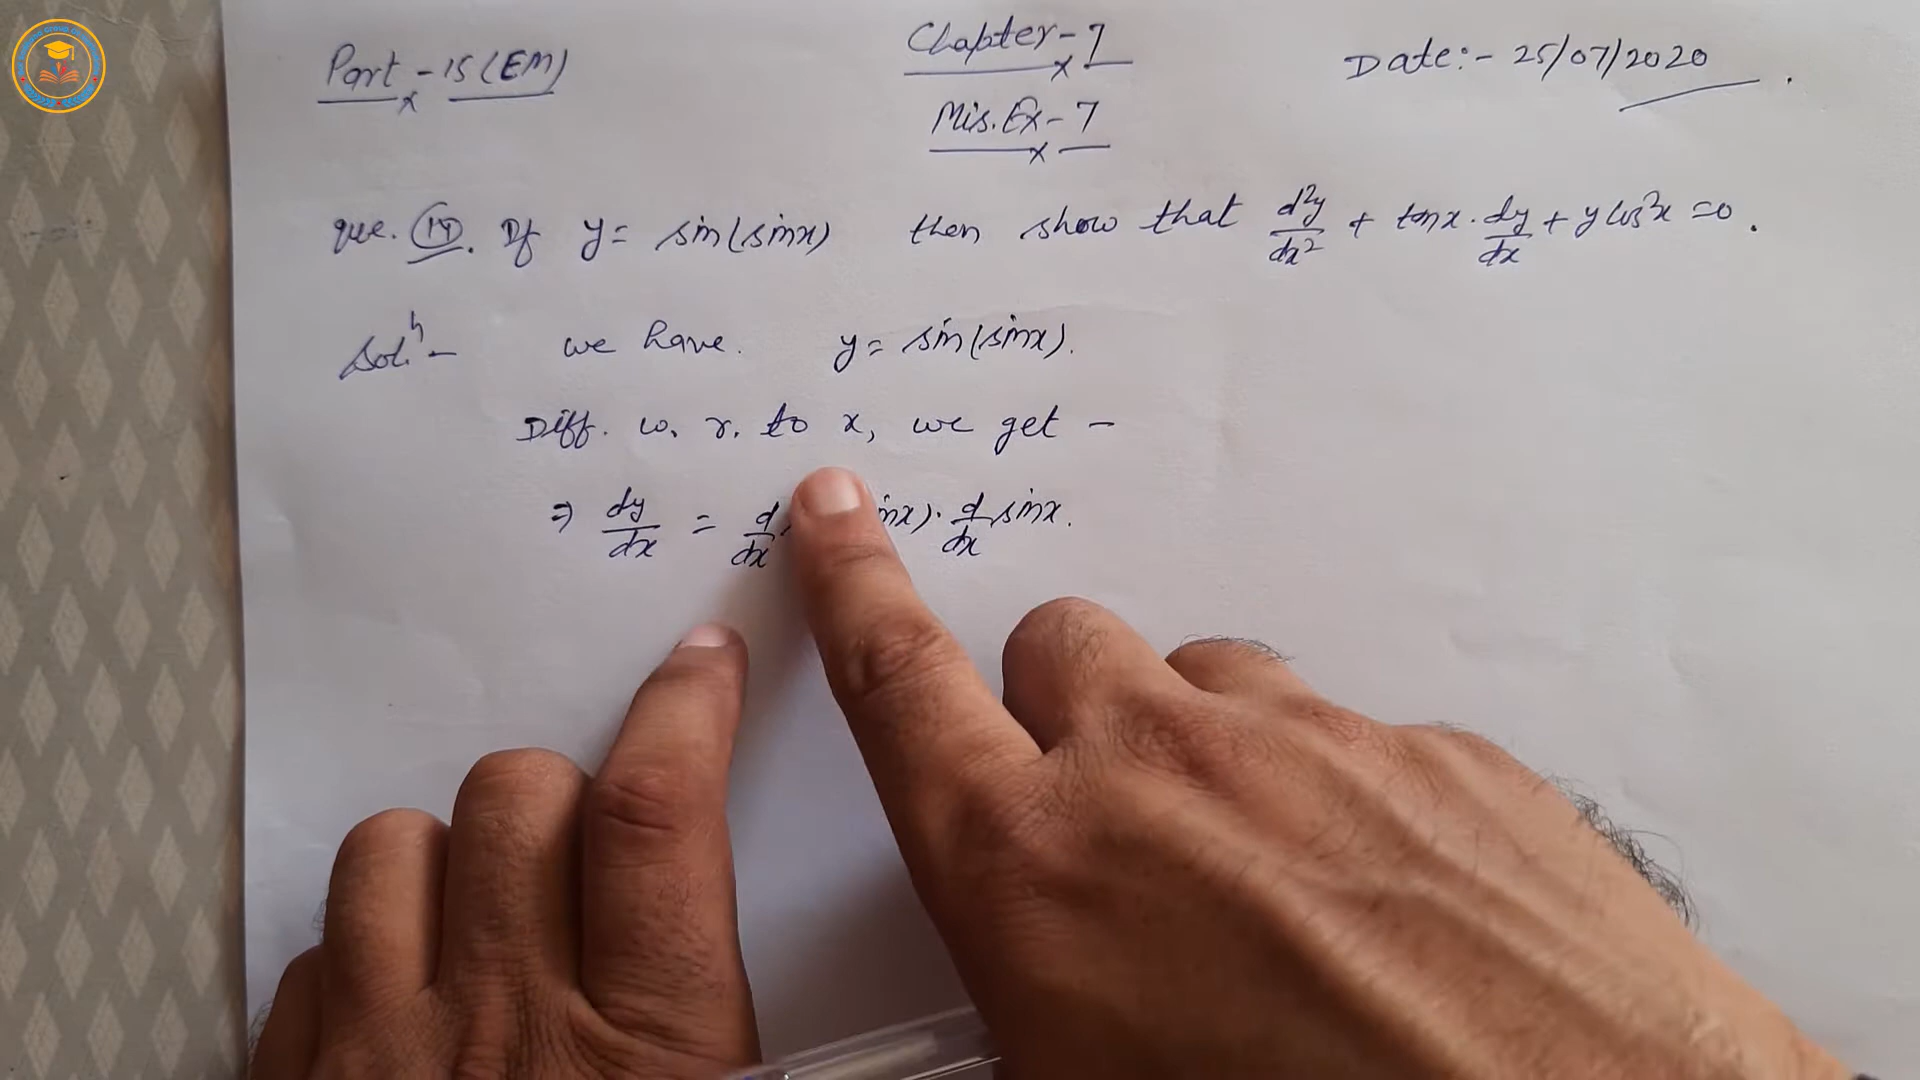 Part - 15 (EM)
Chapter - 7
Date:- 25/07/2020
Mis. Ex - 7
que. (14). If y = sin(sinx) then show that d²y/dx² + tanx . dy/dx + y cos²x = 0 .
Solⁿ - we have. y = sin(sinx).
Diff. w. r. to x, we get -
⇒ dy/dx = d/dx inx) . d/dx sinx.